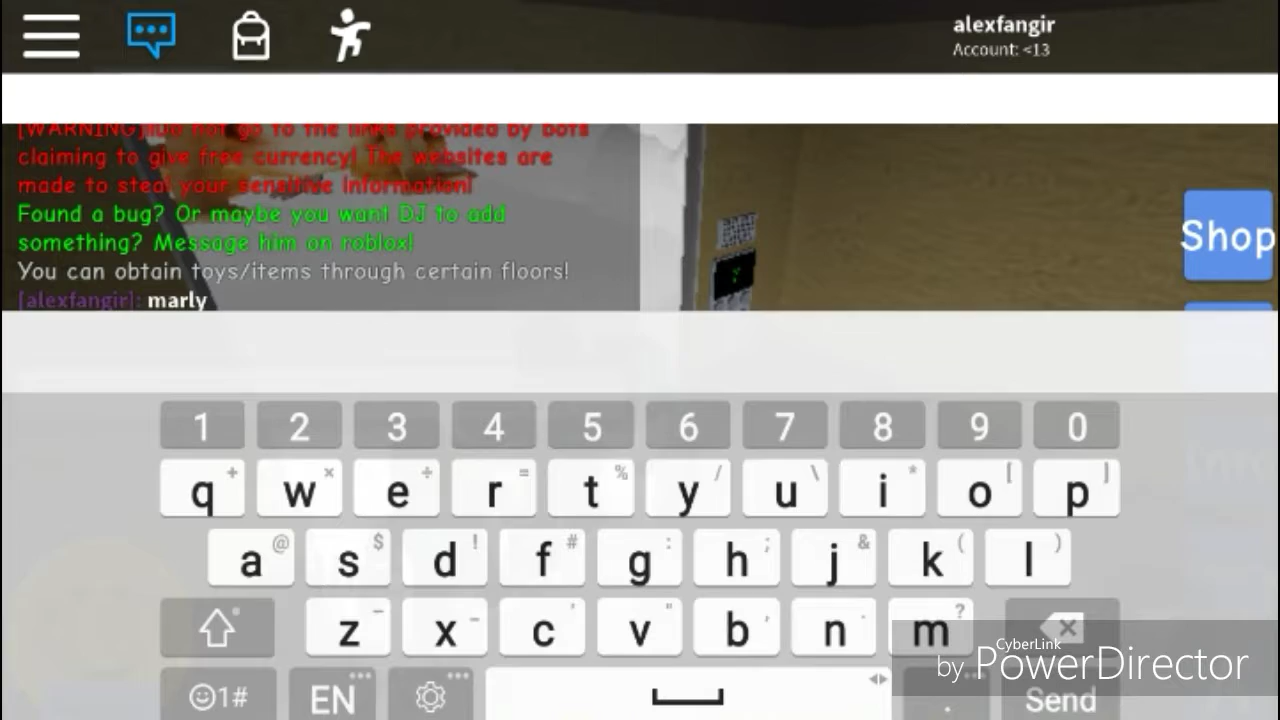 alexfangir
Account: <13
[WARNING] not go to the links provided by bots
claiming to give free currency! The websites are
made to steal your sensitive information!
Found a bug? Or maybe you want DJ to add
something? Message him on roblox!
You can obtain toys/items through certain floors!
[alexfangir]: marly
Shop
1 2 3 4 5 6 7 8 9 0
+ × ÷ = % / \ * [ ]
q w e r t y u i o p
@ $ ! # : ; & ( )
a s d f g h j k l
z x c v b n m ?
CyberLink
by PowerDirector
1# EN . Send